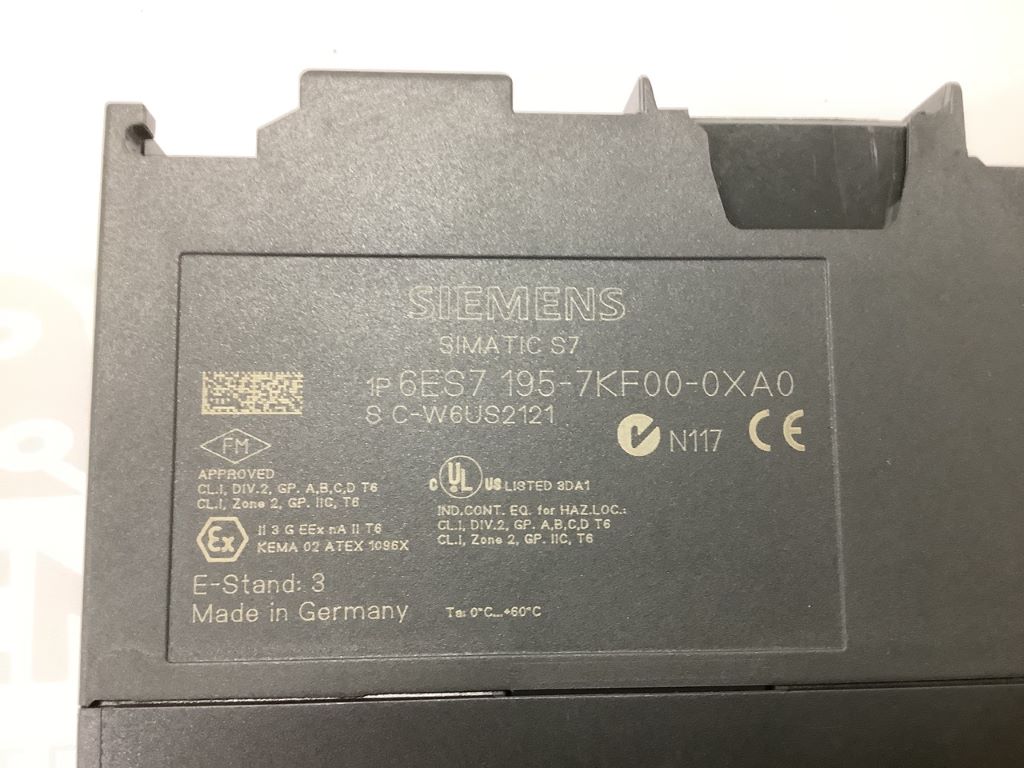 SIEMENS
SIMATIC S7
1P 6ES7 195-7KF00-0XA0
S C-W6US2121
N117 CE
FM
APPROVED
CL.I, DIV.2, GP. A,B,C,D T6
CL.I, Zone 2, GP. IIC, T6
C UL US LISTED 3DA1
IND.CONT. EQ. for HAZ.LOC.:
CL.I, DIV.2, GP. A,B,C,D T6
CL.I, Zone 2, GP. IIC, T6
Ex II 3 G EEx nA II T6
KEMA 02 ATEX 1096X
E-Stand: 3
Made in Germany
Ta: 0°C...+60°C